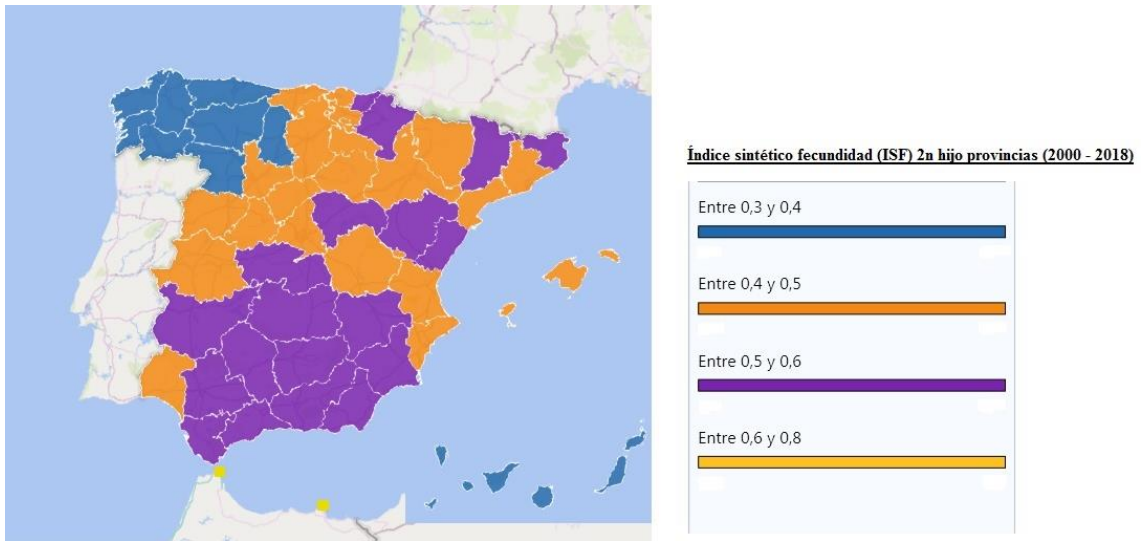 Índice sintético fecundidad (ISF) 2n hijo provincias (2000 - 2018)
Entre 0,3 y 0,4
Entre 0,4 y 0,5
Entre 0,5 y 0,6
Entre 0,6 y 0,8